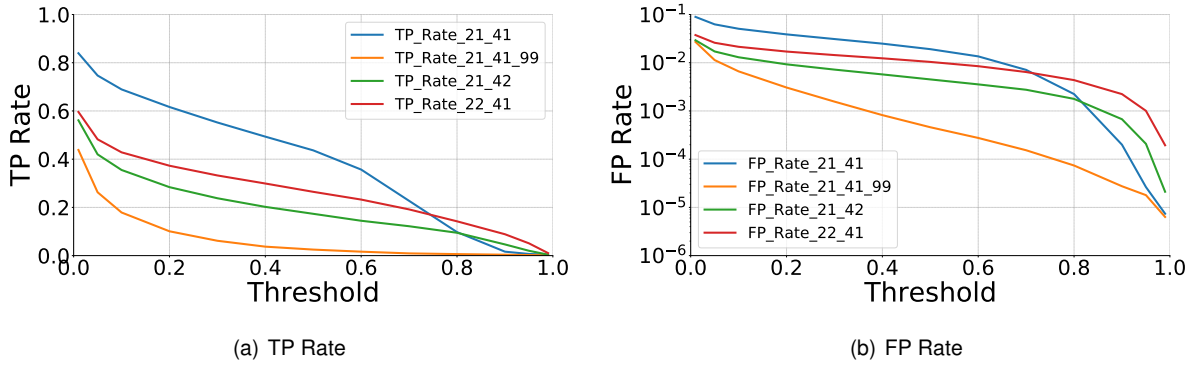 1.0
0.8
0.6
0.4
0.2
0.0
TP Rate
TP_Rate_21_41
TP_Rate_21_41_99
TP_Rate_21_42
TP_Rate_22_41
0.0 0.2 0.4 0.6 0.8 1.0
Threshold
(a) TP Rate
10⁻¹
10⁻²
10⁻³
10⁻⁴
10⁻⁵
10⁻⁶
FP Rate
FP_Rate_21_41
FP_Rate_21_41_99
FP_Rate_21_42
FP_Rate_22_41
0.0 0.2 0.4 0.6 0.8 1.0
Threshold
(b) FP Rate